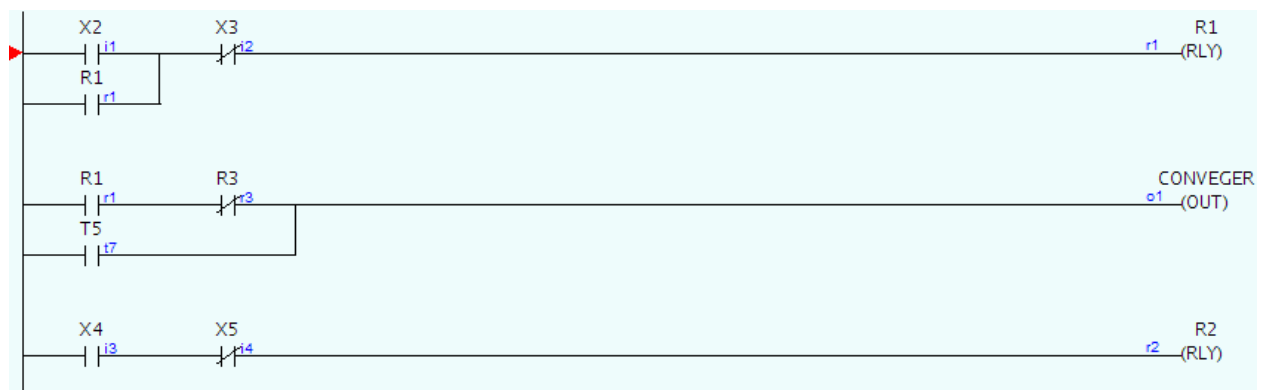 X2 X3 R1
i1 i2 r1 (RLY)
R1
r1
R1 R3 CONVEGER
r1 r3 o1 (OUT)
T5
t7
X4 X5 R2
i3 i4 r2 (RLY)